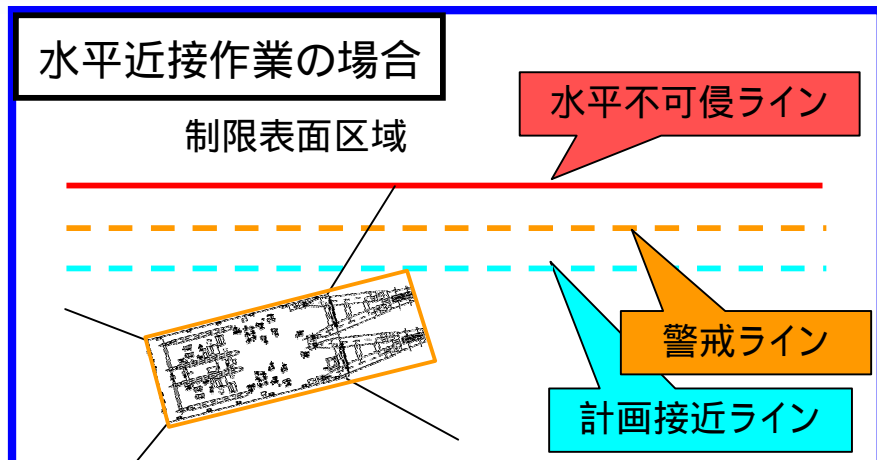 水平近接作業の場合
水平不可侵ライン
制限表面区域
警戒ライン
計画接近ライン